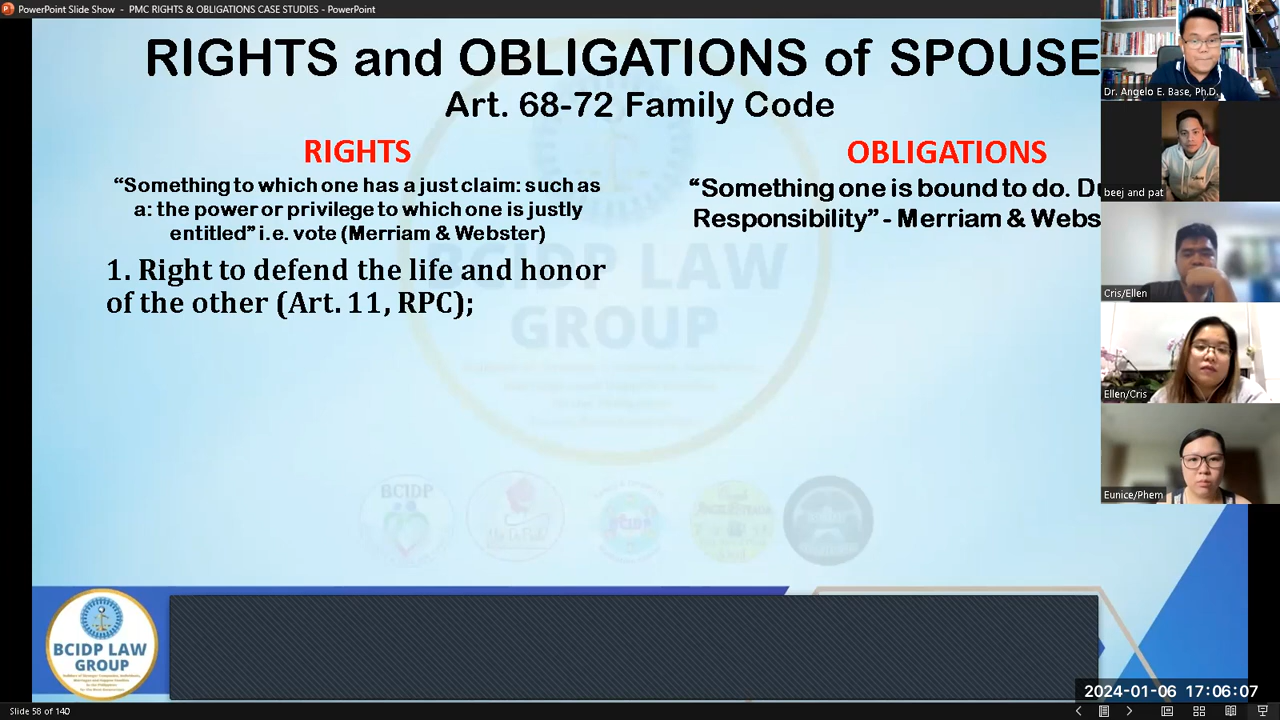 PowerPoint Slide Show - PMC RIGHTS & OBLIGATIONS CASE STUDIES - PowerPoint
RIGHTS and OBLIGATIONS of SPOUSE
Art. 68-72 Family Code
RIGHTS
“Something to which one has a just claim: such as
a: the power or privilege to which one is justly
entitled” i.e. vote (Merriam & Webster)
1. Right to defend the life and honor
of the other (Art. 11, RPC);
OBLIGATIONS
“Something one is bound to do. D
Responsibility” - Merriam & Webs
Dr. Angelo E. Base, Ph.D.
beej and pat
Cris/Ellen
Ellen/Cris
Eunice/Phem
BCIDP LAW
GROUP
BCIDP
BCIDP LAW
GROUP
2024-01-06 17:06:07
Slide 58 of 140